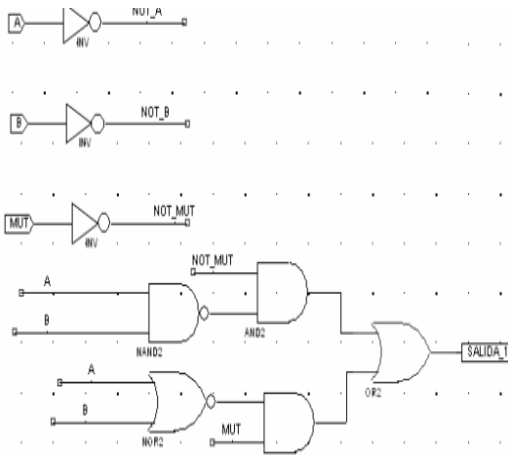 NOT_A
A
INV
NOT_B
B
INV
NOT_MUT
MUT
INV
NOT_MUT
A
B
NAND2
AND2
SALIDA_1
A
OR2
B
MUT
NOR2